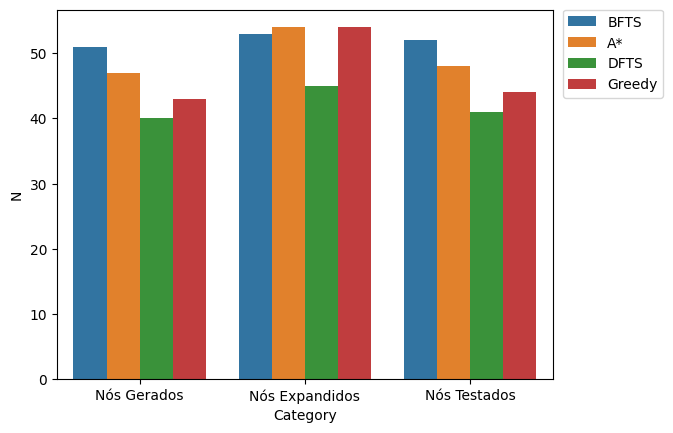 BFTS
A*
DFTS
Greedy
50
40
30
20
10
0
N
Nós Gerados
Nós Expandidos
Nós Testados
Category